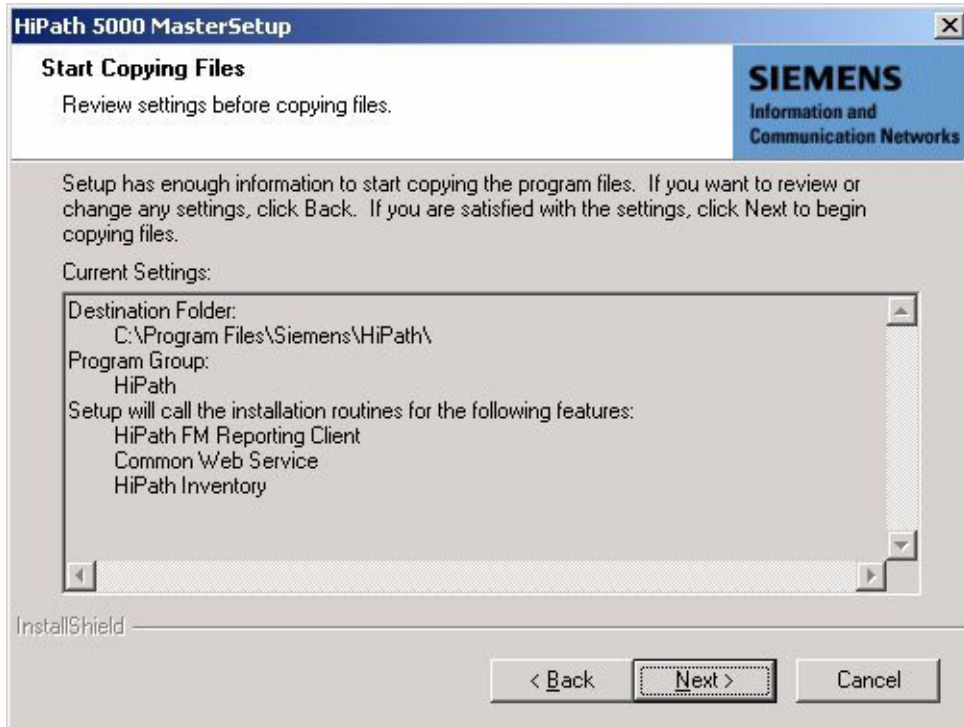 HiPath 5000 MasterSetup
Start Copying Files
Review settings before copying files.
SIEMENS
Information and
Communication Networks
Setup has enough information to start copying the program files. If you want to review or
change any settings, click Back. If you are satisfied with the settings, click Next to begin
copying files.
Current Settings:
Destination Folder:
C:\Program Files\Siemens\HiPath\
Program Group:
HiPath
Setup will call the installation routines for the following features:
HiPath FM Reporting Client
Common Web Service
HiPath Inventory
InstallShield
< Back
Next >
Cancel